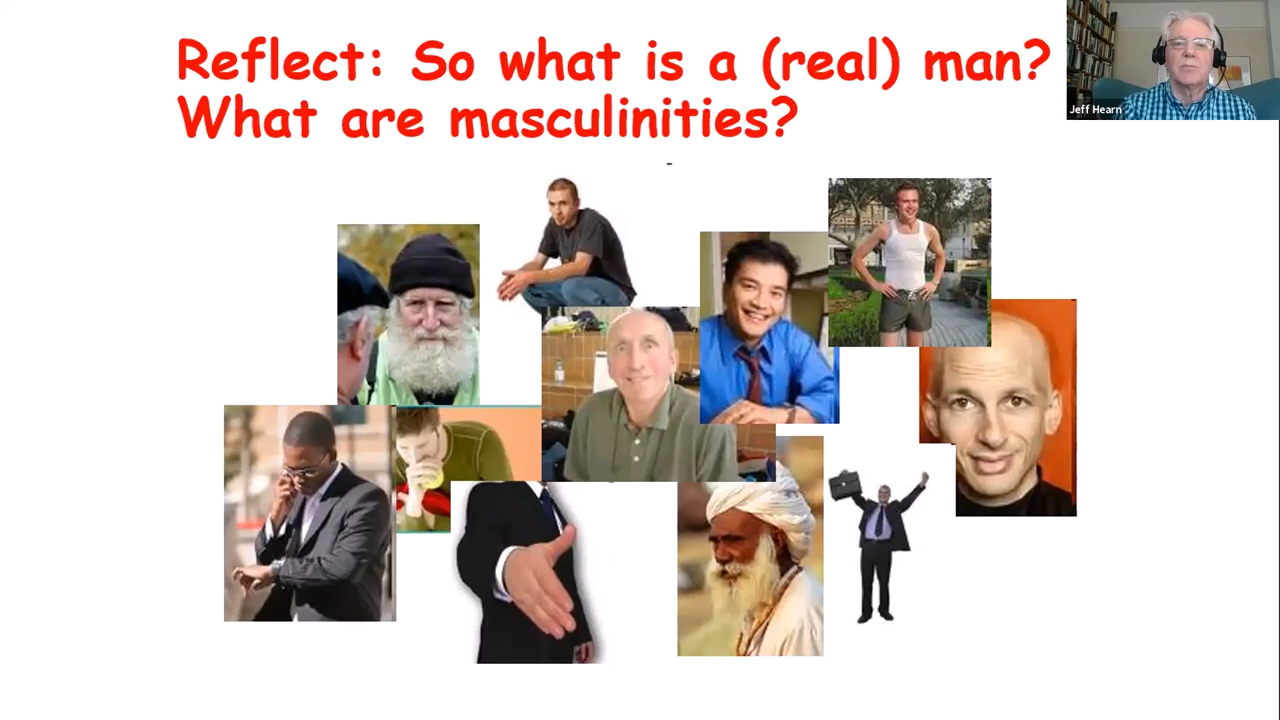 Reflect: So what is a (real) man?
What are masculinities?
-
Jeff Hearn